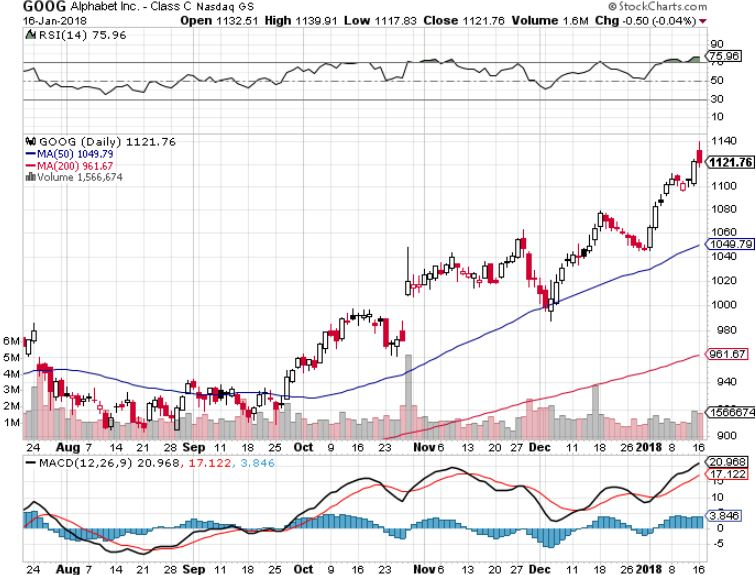 GOOG Alphabet Inc. - Class C Nasdaq GS © StockCharts.com
16-Jan-2018 Open 1132.51 High 1139.91 Low 1117.83 Close 1121.76 Volume 1.6M Chg -0.50 (-0.04%)
RSI(14) 75.96
90
75.96
70
50
30
10
GOOG (Daily) 1121.76
MA(50) 1049.79
MA(200) 961.67
Volume 1,566,674
1140
1121.76
1100
1080
1060
1049.79
1040
1020
1000
980
961.67
940
1566674
900
6M
5M
4M
3M
2M
1M
24 Aug 7 14 21 28 Sep 11 18 25 Oct 9 16 23 Nov 6 13 20 27 Dec 11 18 26 2018 8 16
MACD(12,26,9) 20.968, 17.122, 3.846
20.968
17.122
15
10
3.846
0
-5
24 Aug 7 14 21 28 Sep 11 18 25 Oct 9 16 23 Nov 6 13 20 27 Dec 11 18 26 2018 8 16